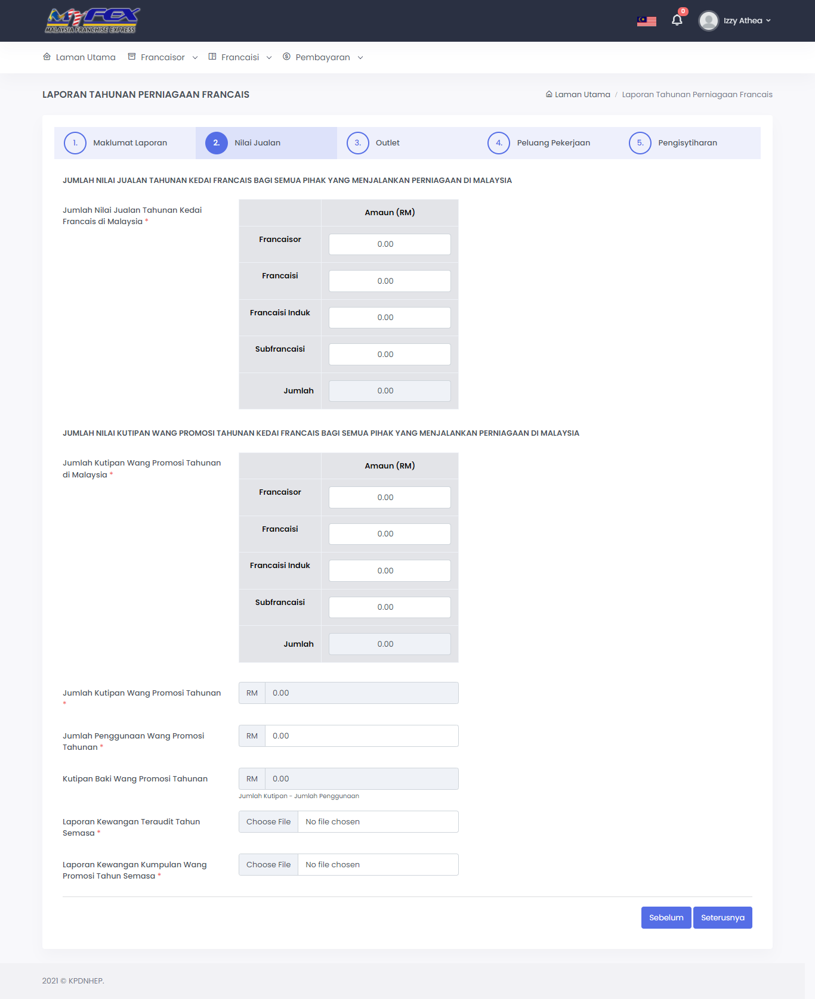 MyFEX
MALAYSIA FRANCHISE EXPRESS
0
Izzy Athea
Laman Utama
Francaisor
Francaisi
Pembayaran
LAPORAN TAHUNAN PERNIAGAAN FRANCAIS
Laman Utama / Laporan Tahunan Perniagaan Francais
1. Maklumat Laporan
2. Nilai Jualan
3. Outlet
4. Peluang Pekerjaan
5. Pengisytiharan
JUMLAH NILAI JUALAN TAHUNAN KEDAI FRANCAIS BAGI SEMUA PIHAK YANG MENJALANKAN PERNIAGAAN DI MALAYSIA
Jumlah Nilai Jualan Tahunan Kedai
Francais di Malaysia *
Amaun (RM)
Francaisor 0.00
Francaisi 0.00
Francaisi Induk 0.00
Subfrancaisi 0.00
Jumlah 0.00
JUMLAH NILAI KUTIPAN WANG PROMOSI TAHUNAN KEDAI FRANCAIS BAGI SEMUA PIHAK YANG MENJALANKAN PERNIAGAAN DI MALAYSIA
Jumlah Kutipan Wang Promosi Tahunan
di Malaysia *
Amaun (RM)
Francaisor 0.00
Francaisi 0.00
Francaisi Induk 0.00
Subfrancaisi 0.00
Jumlah 0.00
Jumlah Kutipan Wang Promosi Tahunan
*
RM 0.00
Jumlah Penggunaan Wang Promosi
Tahunan *
RM 0.00
Kutipan Baki Wang Promosi Tahunan
RM 0.00
Jumlah Kutipan - Jumlah Penggunaan
Laporan Kewangan Teraudit Tahun
Semasa *
Choose File No file chosen
Laporan Kewangan Kumpulan Wang
Promosi Tahun Semasa *
Choose File No file chosen
Sebelum
Seterusnya
2021 © KPDNHEP.